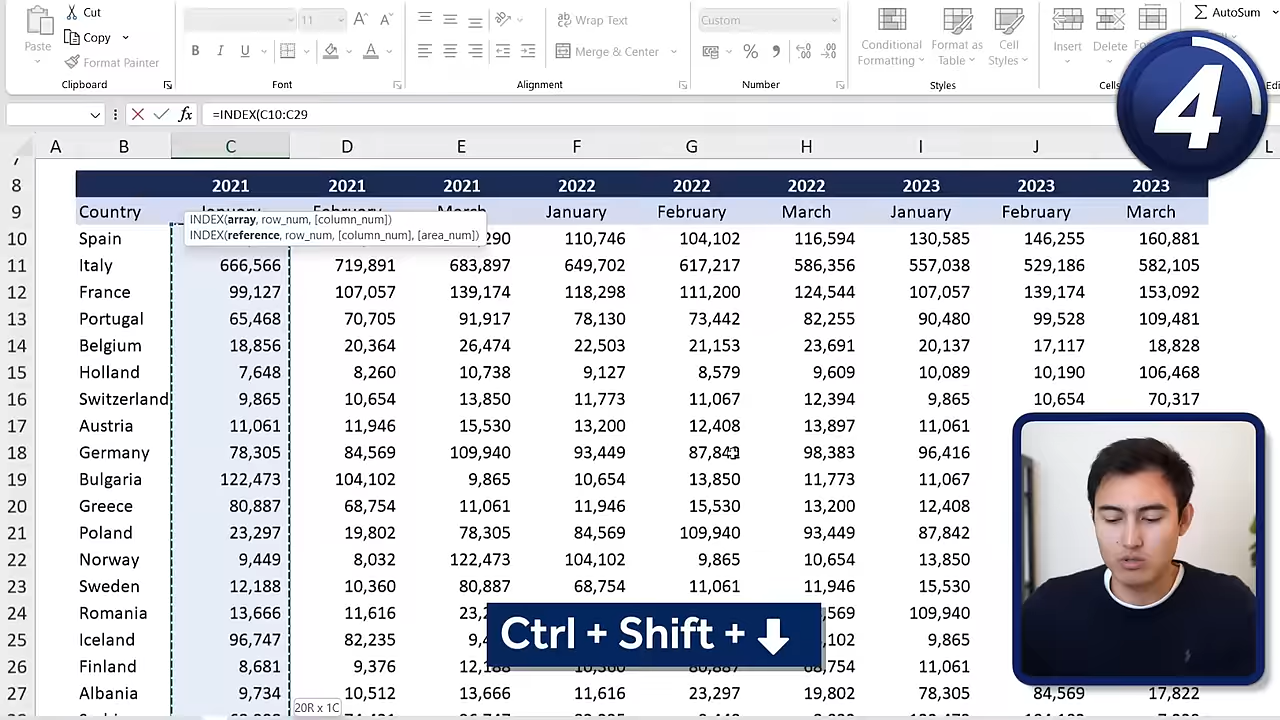 Cut
Copy
Format Painter
Paste
Clipboard
11
A A
B I U A
Font
ab Wrap Text
Merge & Center
Alignment
Custom
%
Number
Conditional Formatting
Format as Table
Cell Styles
Styles
Insert
Delete
Cells
Σ AutoSum
4
fx =INDEX(C10:C29
A B C D E F G H I J L
8 2021 2021 2021 2022 2022 2022 2023 2023 2023
9 Country January February March January February March January February March
INDEX(array, row_num, [column_num])
INDEX(reference, row_num, [column_num], [area_num])
10 Spain 290 110,746 104,102 116,594 130,585 146,255 160,881
11 Italy 666,566 719,891 683,897 649,702 617,217 586,356 557,038 529,186 582,105
12 France 99,127 107,057 139,174 118,298 111,200 124,544 107,057 139,174 153,092
13 Portugal 65,468 70,705 91,917 78,130 73,442 82,255 90,480 99,528 109,481
14 Belgium 18,856 20,364 26,474 22,503 21,153 23,691 20,137 17,117 18,828
15 Holland 7,648 8,260 10,738 9,127 8,579 9,609 10,089 10,190 106,468
16 Switzerland 9,865 10,654 13,850 11,773 11,067 12,394 9,865 10,654 70,317
17 Austria 11,061 11,946 15,530 13,200 12,408 13,897 11,061
18 Germany 78,305 84,569 109,940 93,449 98,383 96,416
19 Bulgaria 122,473 104,102 9,865 10,654 13,850 11,773 11,067
20 Greece 80,887 68,754 11,061 11,946 15,530 13,200 12,408
21 Poland 23,297 19,802 78,305 84,569 109,940 93,449 87,842
22 Norway 9,449 8,032 122,473 104,102 9,865 10,654 13,850
23 Sweden 12,188 10,360 80,887 68,754 11,061 11,946 15,530
24 Romania 13,666 11,616 109,940
25 Iceland 96,747 82,235 9,865
26 Finland 8,681 9,376 11,061
27 Albania 9,734 10,512 13,666 11,616 23,297 19,802 78,305 84,569 17,822
Ctrl + Shift +
20R x 1C